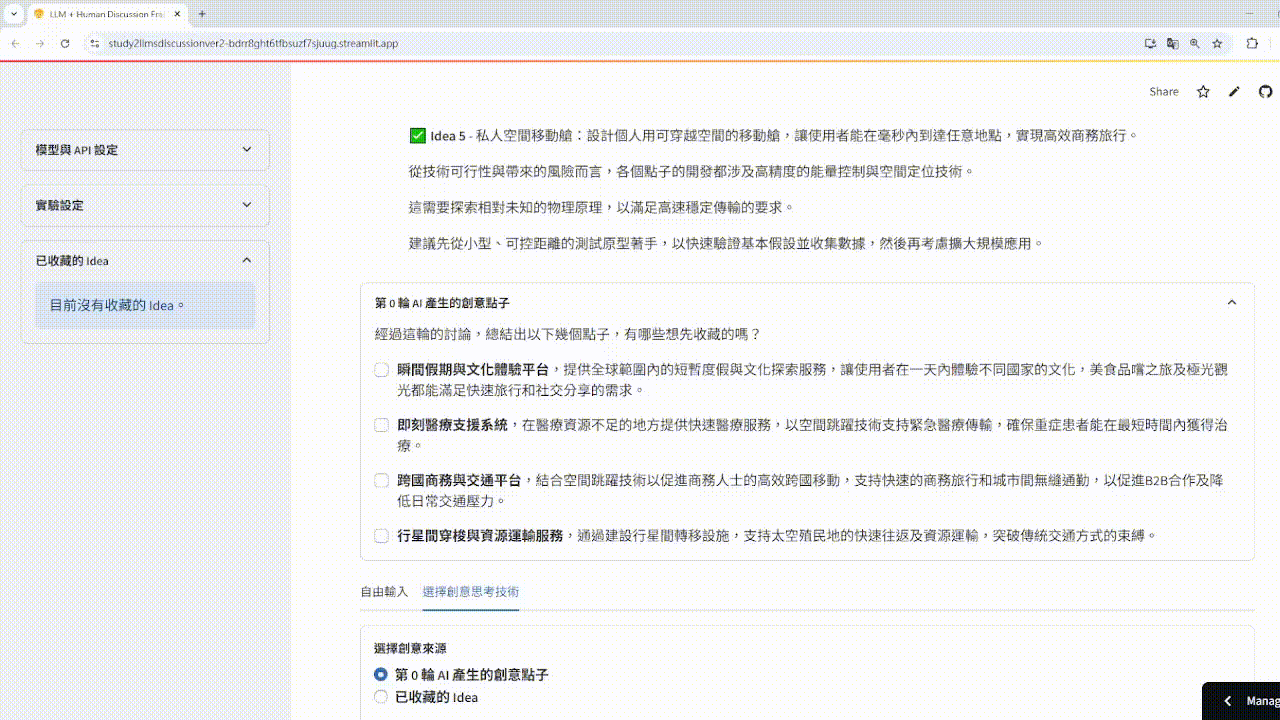 LLM + Human Discussion Fra
study2llmsdiscussionver2-bdrr8ght6tfbsuzf7sjuug.streamlit.app
Share
模型與 API 設定
實驗設定
已收藏的 Idea
目前沒有收藏的 Idea。
Idea 5 - 私人空間移動艙：設計個人用可穿越空間的移動艙，讓使用者能在毫秒內到達任意地點，實現高效商務旅行。
從技術可行性與帶來的風險而言，各個點子的開發都涉及高精度的能量控制與空間定位技術。
這需要探索相對未知的物理原理，以滿足高速穩定傳輸的要求。
建議先從小型、可控距離的測試原型著手，以快速驗證基本假設並收集數據，然後再考慮擴大規模應用。
第 0 輪 AI 產生的創意點子
經過這輪的討論，總結出以下幾個點子，有哪些想先收藏的嗎？
瞬間假期與文化體驗平台，提供全球範圍內的短暫度假與文化探索服務，讓使用者在一天內體驗不同國家的文化，美食品嚐之旅及極光觀
光都能滿足快速旅行和社交分享的需求。
即刻醫療支援系統，在醫療資源不足的地方提供快速醫療服務，以空間跳躍技術支持緊急醫療傳輸，確保重症患者能在最短時間內獲得治
療。
跨國商務與交通平台，結合空間跳躍技術以促進商務人士的高效跨國移動，支持快速的商務旅行和城市間無縫通勤，以促進B2B合作及降
低日常交通壓力。
行星間穿梭與資源運輸服務，通過建設行星間轉移設施，支持太空殖民地的快速往返及資源運輸，突破傳統交通方式的束縛。
自由輸入 選擇創意思考技術
選擇創意來源
第 0 輪 AI 產生的創意點子
已收藏的 Idea
Manag